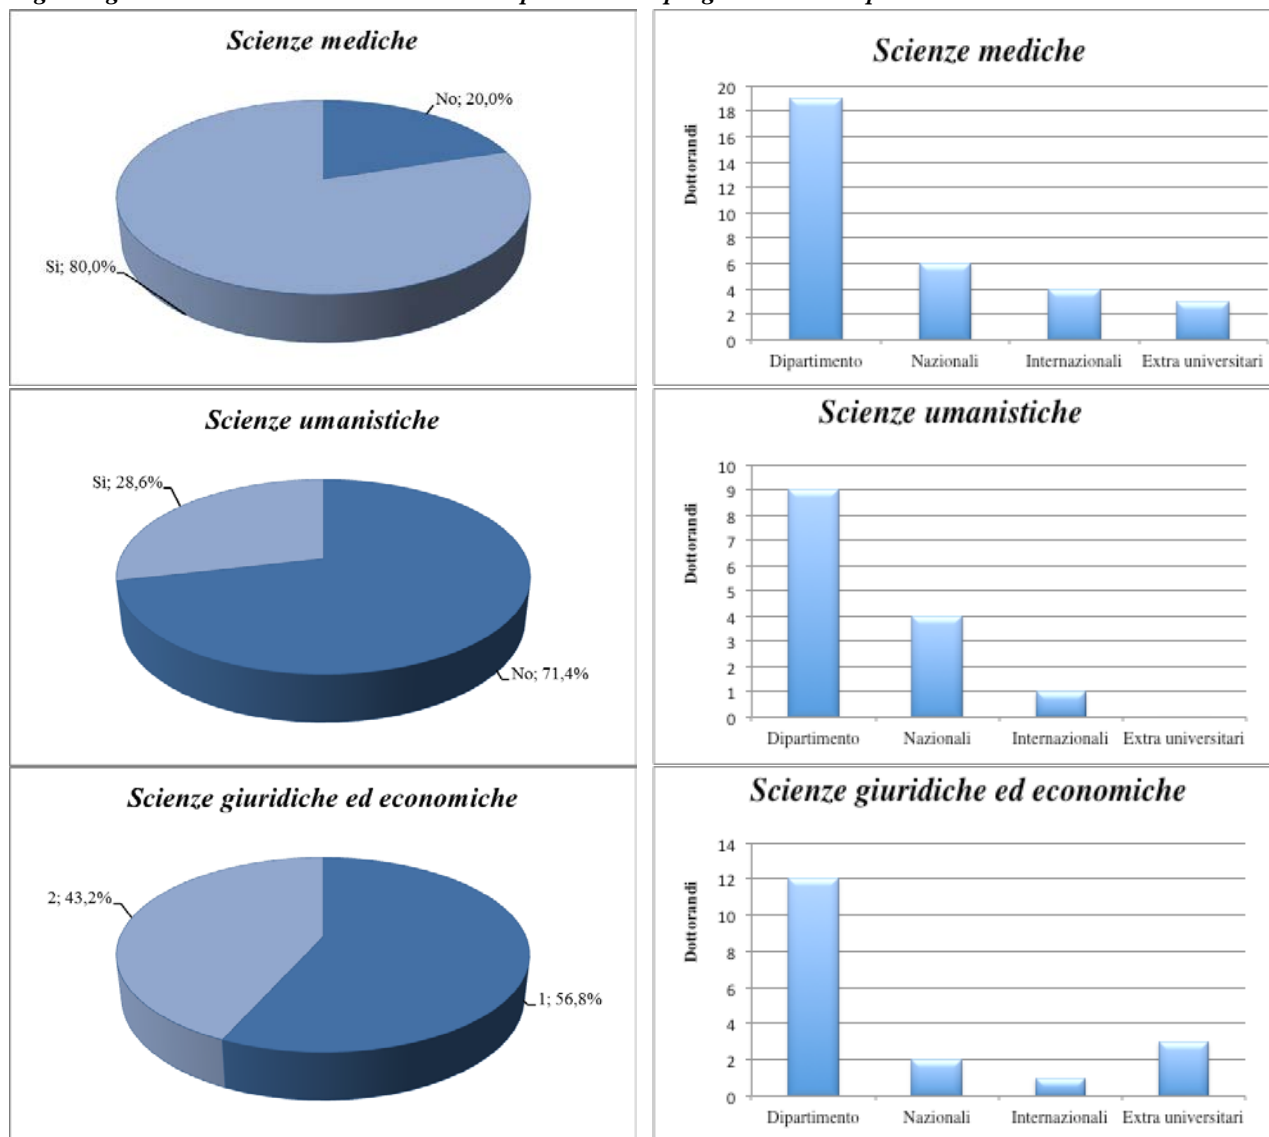 Scienze mediche
No; 20,0%
Sì; 80,0%
Scienze mediche
Dottorandi
20
18
16
14
12
10
8
6
4
2
0
Dipartimento Nazionali Internazionali Extra universitari
Scienze umanistiche
Sì; 28,6%
No; 71,4%
Scienze umanistiche
Dottorandi
10
9
8
7
6
5
4
3
2
1
0
Dipartimento Nazionali Internazionali Extra universitari
Scienze giuridiche ed economiche
2; 43,2%
1; 56,8%
Scienze giuridiche ed economiche
Dottorandi
14
12
10
8
6
4
2
0
Dipartimento Nazionali Internazionali Extra universitari